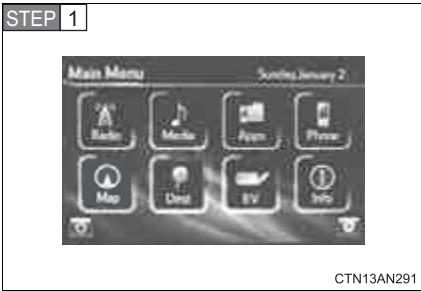 STEP 1
Main Menu Sunday, January 2
Radio Media Apps Phone
Map Dest EV Info
CTN13AN291